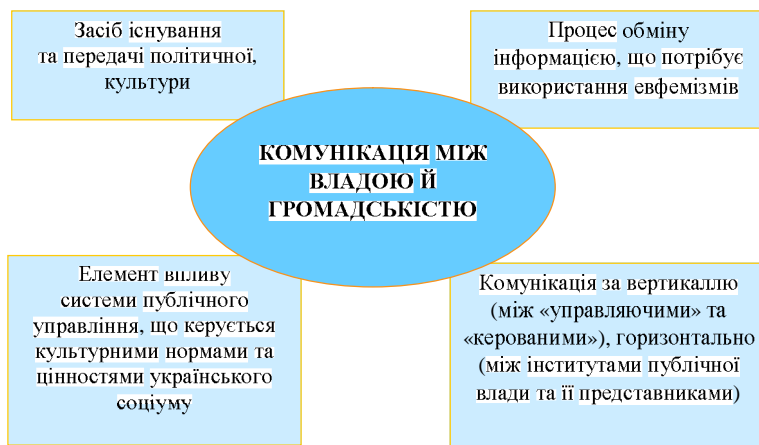 Засіб існування
та передачі політичної,
культури
Процес обміну
інформацією, що потрібує
використання евфемізмів
КОМУНІКАЦІЯ МІЖ
ВЛАДОЮ Й
ГРОМАДСЬКІСТЮ
Елемент впливу
системи публічного
управління, що керується
культурними нормами та
цінностями українського
соціуму
Комунікація за вертикаллю
(між «управляючими» та
«керованими»), горизонтально
(між інститутами публічної
влади та її представниками)